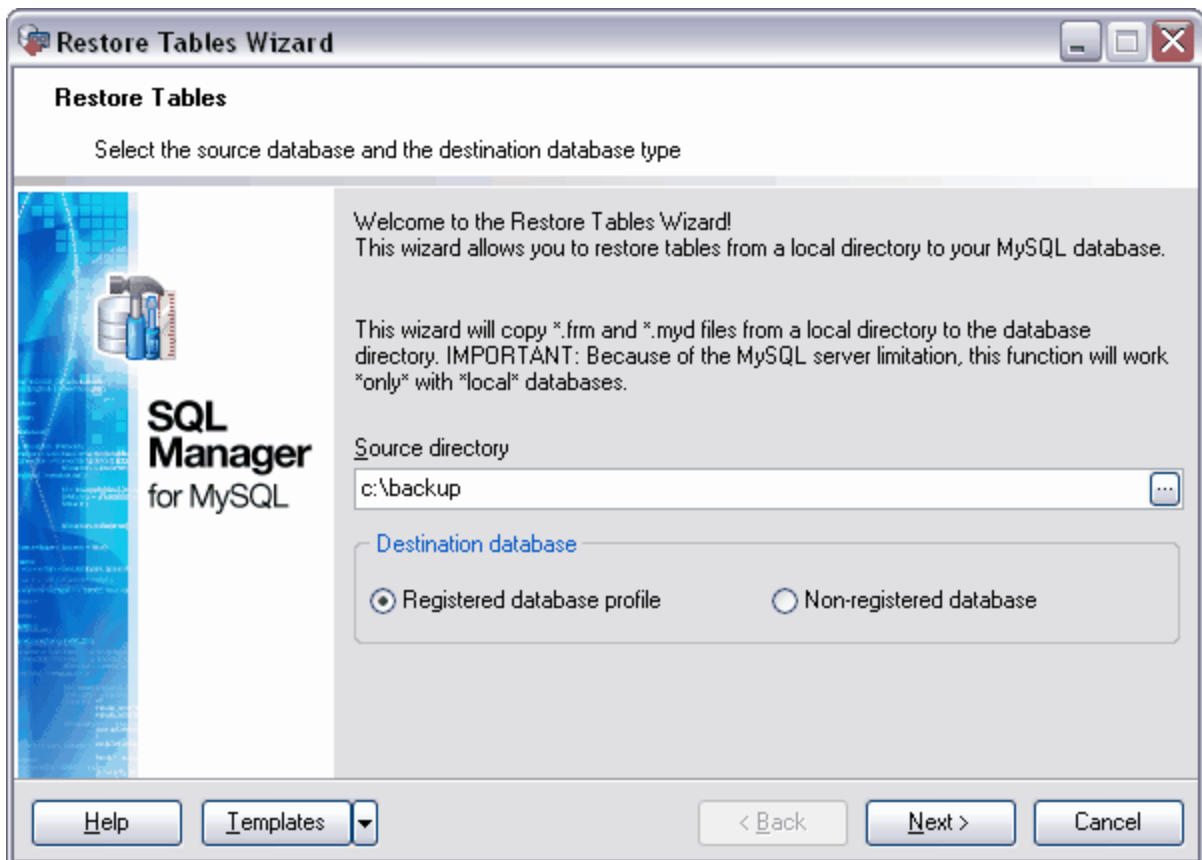 Restore Tables Wizard
Restore Tables
Select the source database and the destination database type
Welcome to the Restore Tables Wizard!
This wizard allows you to restore tables from a local directory to your MySQL database.
This wizard will copy *.frm and *.myd files from a local directory to the database
directory. IMPORTANT: Because of the MySQL server limitation, this function will work
*only* with *local* databases.
SQL
Manager
for MySQL
Source directory
c:\backup
...
Destination database
Registered database profile
Non-registered database
Help
Templates
< Back
Next >
Cancel